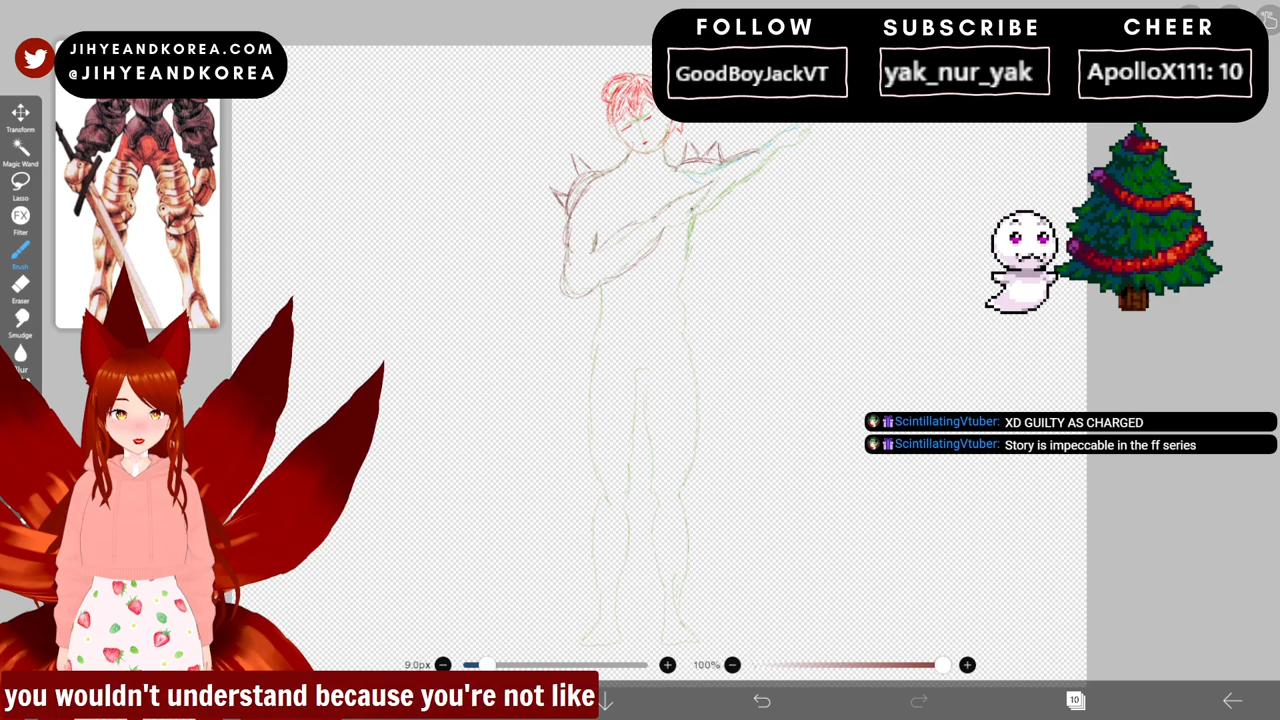 JIHYEANDKOREA.COM
@JIHYEANDKOREA
FOLLOW
GoodBoyJackVT
SUBSCRIBE
yak_nur_yak
CHEER
ApolloX111: 10
Transform
Magic Wand
Lasso
FX
Filter
Brush
Eraser
Smudge
Blur
ScintillatingVtuber: XD GUILTY AS CHARGED
ScintillatingVtuber: Story is impeccable in the ff series
9.0px
100%
10
you wouldn't understand because you're not like